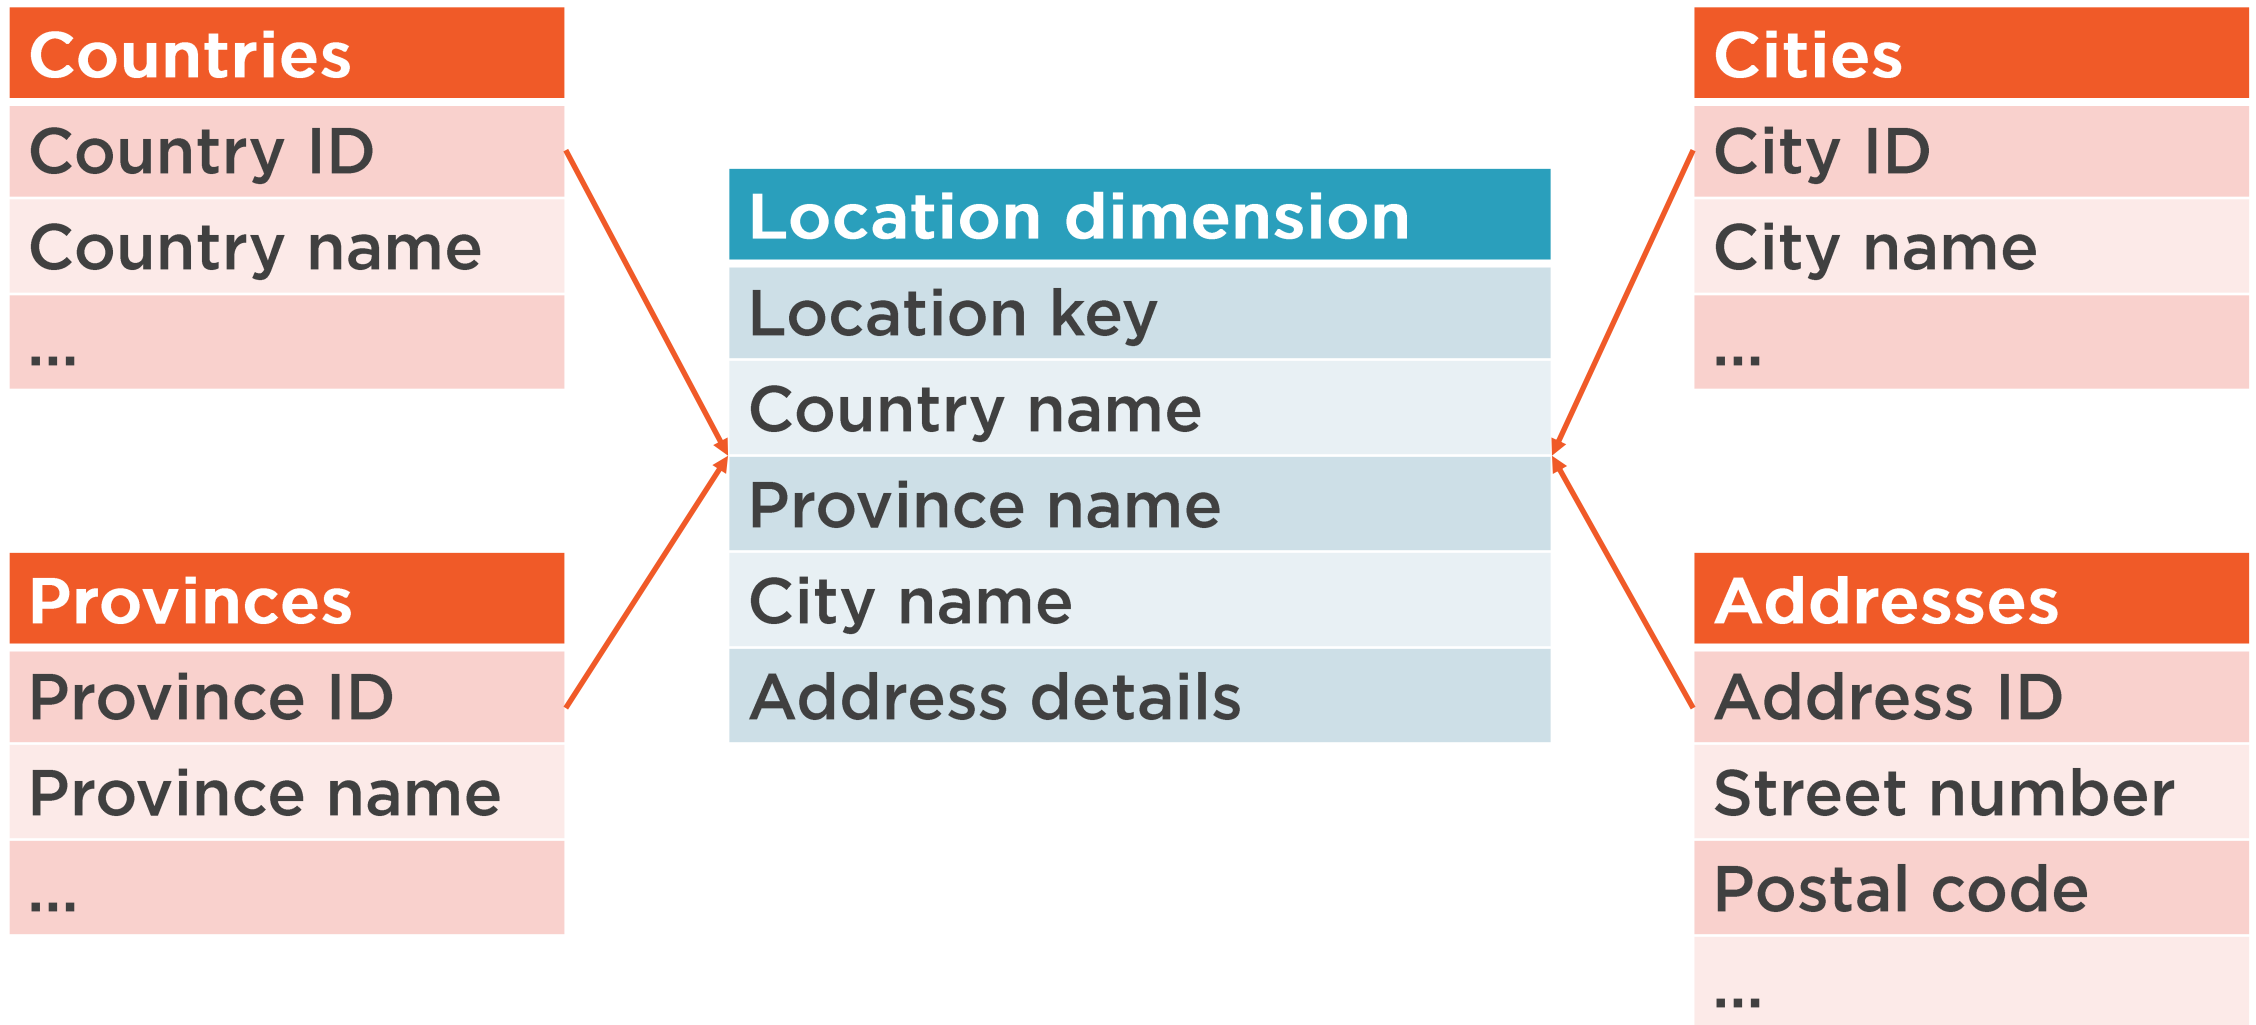 Countries
Country ID
Country name
...
Provinces
Province ID
Province name
...
Location dimension
Location key
Country name
Province name
City name
Address details
Cities
City ID
City name
...
Addresses
Address ID
Street number
Postal code
...